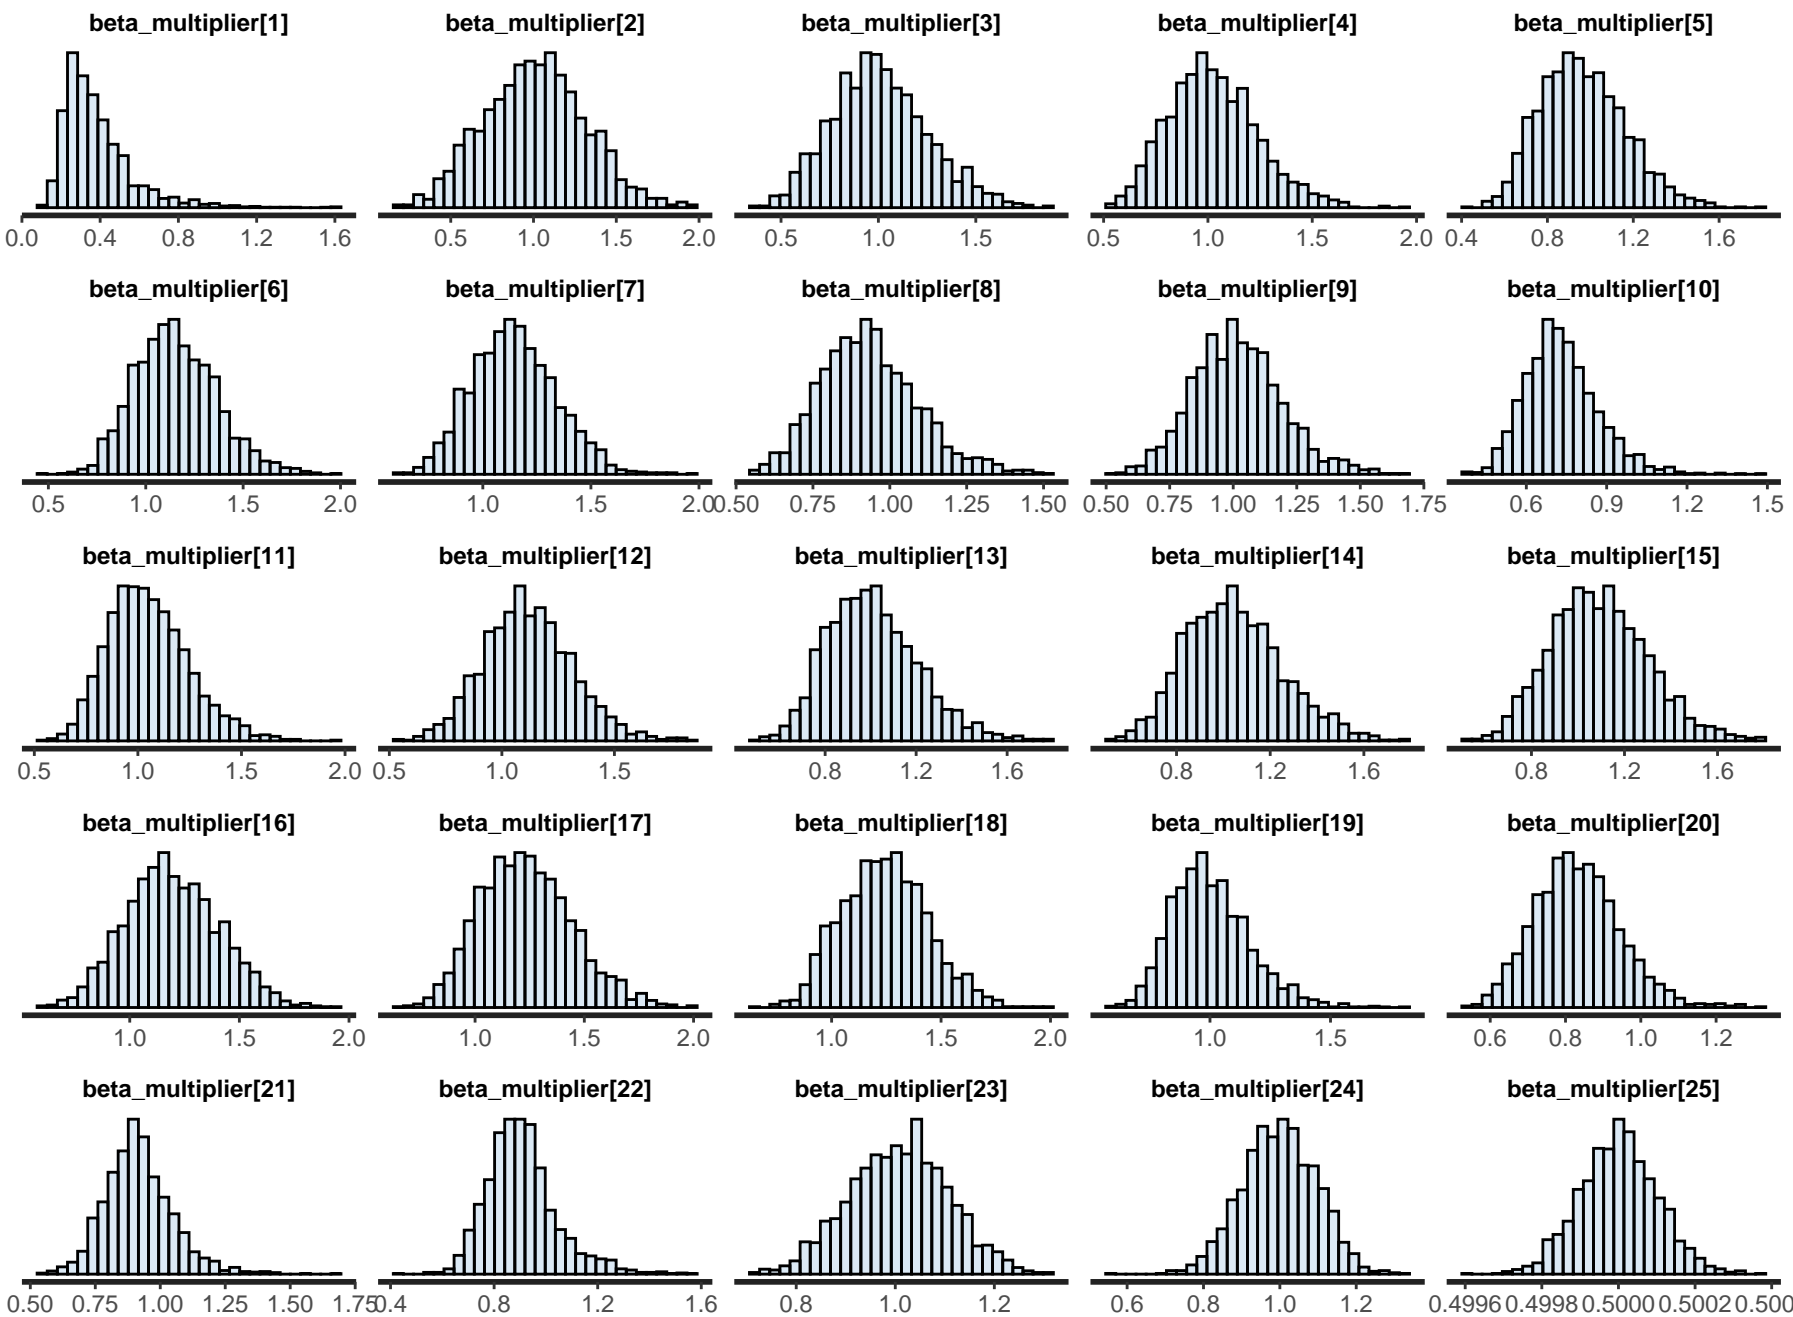 beta_multiplier[1] beta_multiplier[2] beta_multiplier[3] beta_multiplier[4] beta_multiplier[5]
0.0 0.4 0.8 1.2 1.6 0.5 1.0 1.5 2.0 0.5 1.0 1.5 0.5 1.0 1.5 2.0 0.4 0.8 1.2 1.6
beta_multiplier[6] beta_multiplier[7] beta_multiplier[8] beta_multiplier[9] beta_multiplier[10]
0.5 1.0 1.5 2.0 1.0 1.5 2.0 0.50 0.75 1.00 1.25 1.50 0.50 0.75 1.00 1.25 1.50 1.75 0.6 0.9 1.2 1.5
beta_multiplier[11] beta_multiplier[12] beta_multiplier[13] beta_multiplier[14] beta_multiplier[15]
0.5 1.0 1.5 2.0 0.5 1.0 1.5 0.8 1.2 1.6 0.8 1.2 1.6 0.8 1.2 1.6
beta_multiplier[16] beta_multiplier[17] beta_multiplier[18] beta_multiplier[19] beta_multiplier[20]
1.0 1.5 2.0 1.0 1.5 2.0 1.0 1.5 2.0 1.0 1.5 0.6 0.8 1.0 1.2
beta_multiplier[21] beta_multiplier[22] beta_multiplier[23] beta_multiplier[24] beta_multiplier[25]
0.50 0.75 1.00 1.25 1.50 1.75 0.4 0.8 1.2 1.6 0.8 1.0 1.2 0.6 0.8 1.0 1.2 0.4996 0.4998 0.5000 0.5002 0.500